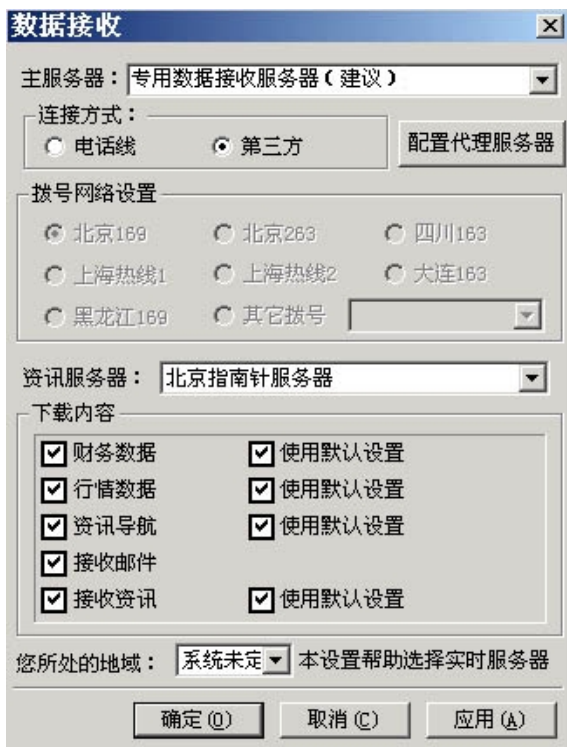 数据接收
主服务器：专用数据接收服务器（建议）
连接方式：
电话线 第三方 配置代理服务器
拨号网络设置
北京169 北京263 四川163
上海热线1 上海热线2 大连163
黑龙江169 其它拨号
资讯服务器：北京指南针服务器
下载内容
财务数据 使用默认设置
行情数据 使用默认设置
资讯导航 使用默认设置
接收邮件
接收资讯 使用默认设置
您所处的地域：系统未定 本设置帮助选择实时服务器
确定(O) 取消(C) 应用(A)